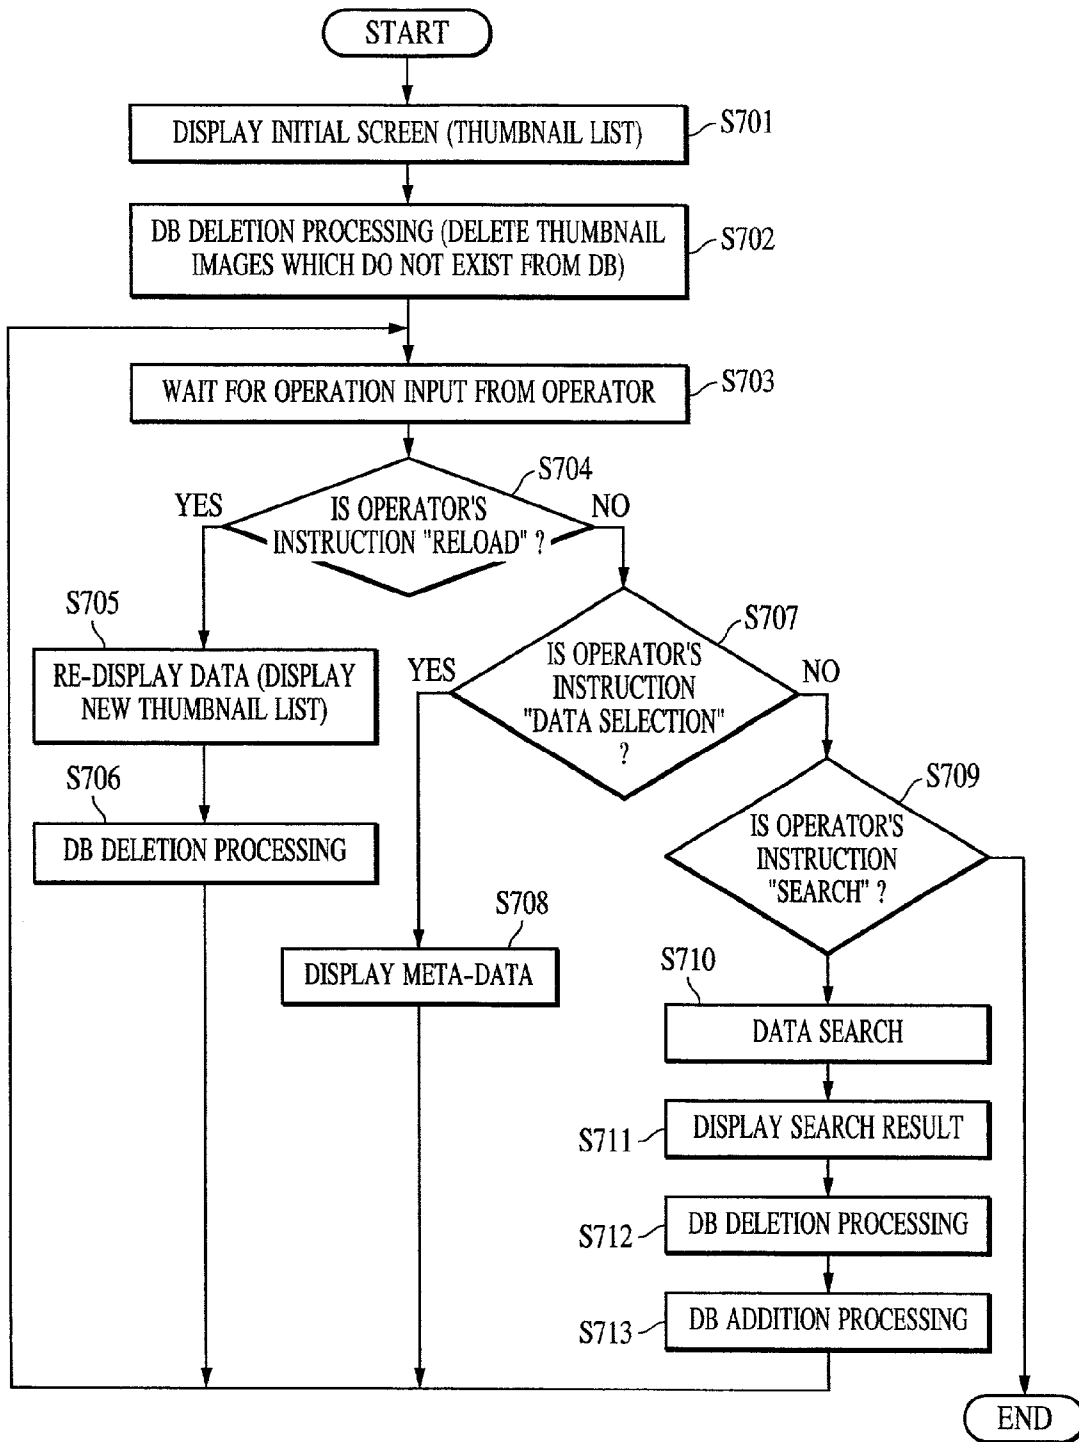 START
DISPLAY INITIAL SCREEN (THUMBNAIL LIST)
S701
DB DELETION PROCESSING (DELETE THUMBNAIL
IMAGES WHICH DO NOT EXIST FROM DB)
S702
WAIT FOR OPERATION INPUT FROM OPERATOR
S703
S704
YES
IS OPERATOR'S
INSTRUCTION "RELOAD" ?
NO
S705
RE-DISPLAY DATA (DISPLAY
NEW THUMBNAIL LIST)
S706
DB DELETION PROCESSING
S707
YES
IS OPERATOR'S
INSTRUCTION
"DATA SELECTION"
?
NO
S708
DISPLAY META-DATA
S709
IS OPERATOR'S
INSTRUCTION
"SEARCH" ?
S710
DATA SEARCH
S711
DISPLAY SEARCH RESULT
S712
DB DELETION PROCESSING
S713
DB ADDITION PROCESSING
END